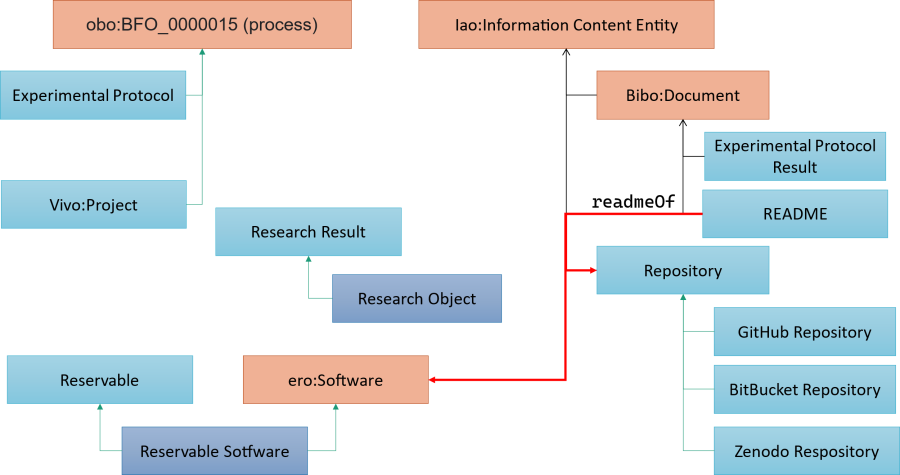 obo:BFO_0000015 (process)
Iao:Information Content Entity
Experimental Protocol
Bibo:Document
Experimental Protocol
Result
Vivo:Project
readmeOf
README
Research Result
Repository
Research Object
GitHub Repository
Reservable
ero:Software
BitBucket Repository
Reservable Sotfware
Zenodo Respository